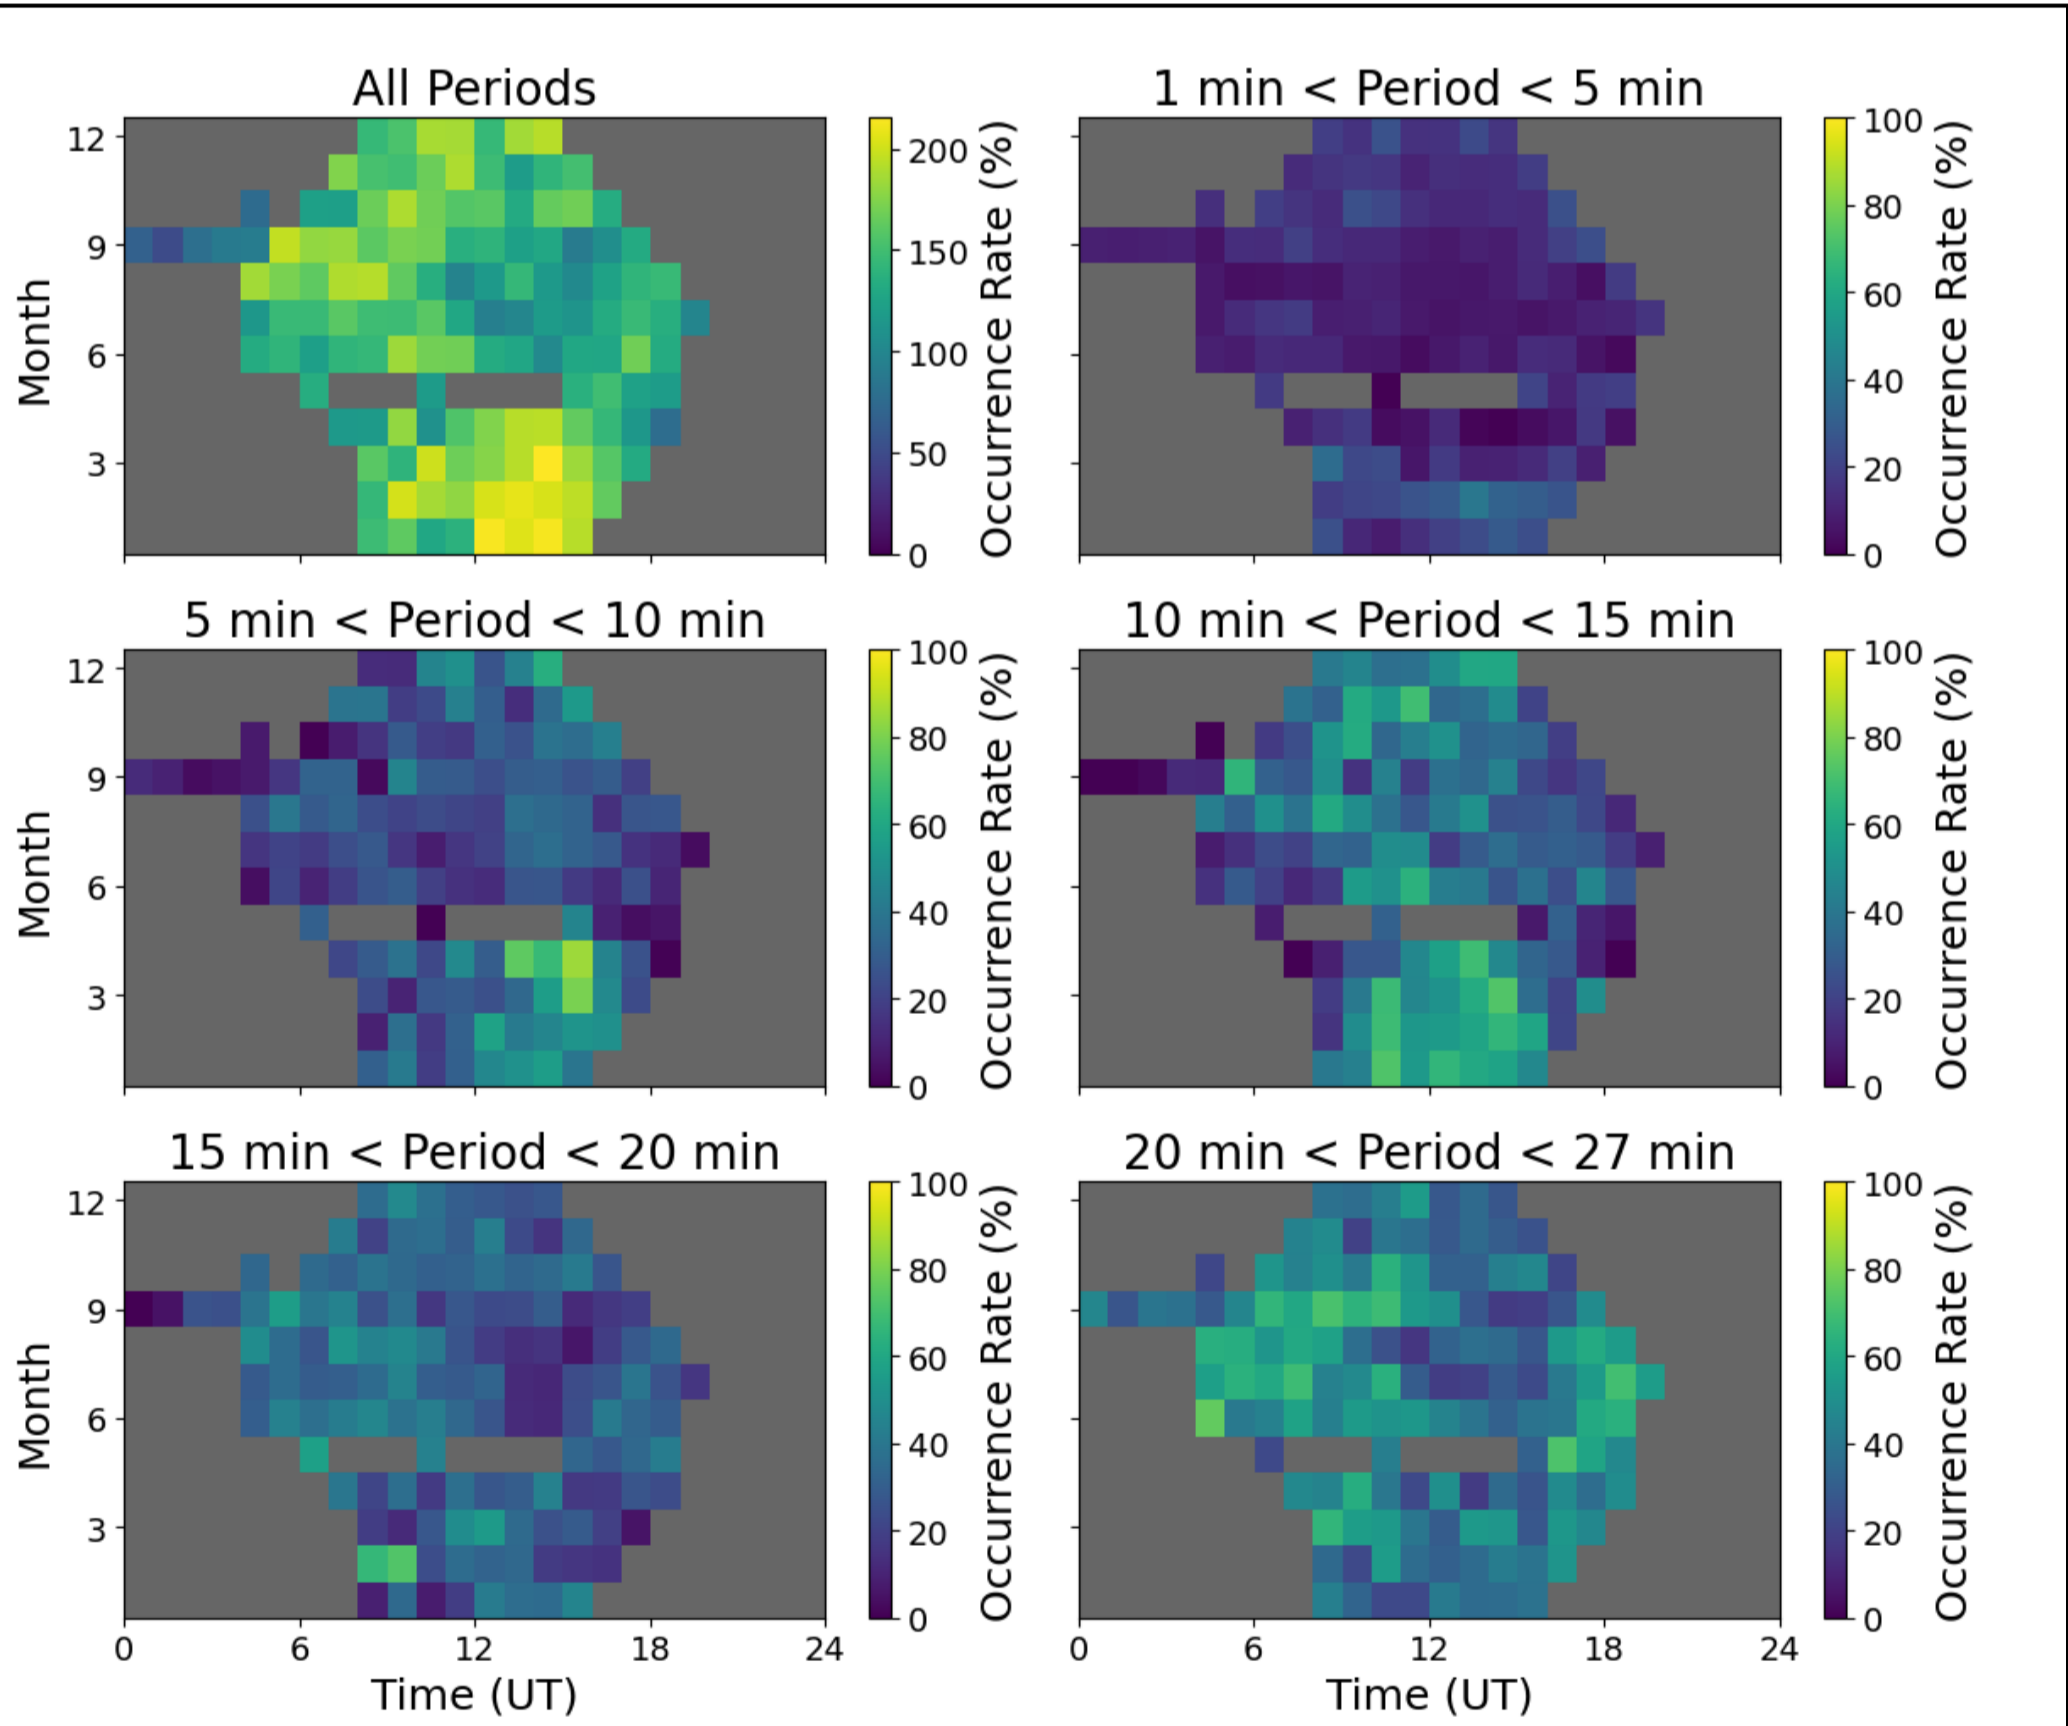 All Periods
1 min < Period < 5 min
12
9
6
3
Month
200
150
100
50
0
Occurrence Rate (%)
100
80
60
40
20
0
Occurrence Rate (%)
5 min < Period < 10 min
10 min < Period < 15 min
12
9
6
3
Month
100
80
60
40
20
0
Occurrence Rate (%)
100
80
60
40
20
0
Occurrence Rate (%)
15 min < Period < 20 min
20 min < Period < 27 min
12
9
6
3
Month
100
80
60
40
20
0
Occurrence Rate (%)
100
80
60
40
20
0
Occurrence Rate (%)
0 6 12 18 24
0 6 12 18 24
Time (UT)
Time (UT)